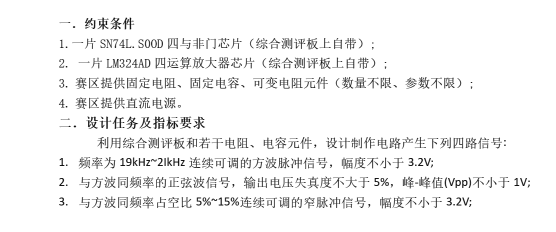 一．约束条件
1. 一片 SN74L.SOOD 四与非门芯片（综合测评板上自带）;
2. 一片 LM324AD 四运算放大器芯片（综合测评板上自带）;
3. 赛区提供固定电阻、固定电容、可变电阻元件（数量不限、参数不限）;
4. 赛区提供直流电源。
二．设计任务及指标要求
利用综合测评板和若干电阻、电容元件，设计制作电路产生下列四路信号:
1. 频率为 19kHz~2IkHz 连续可调的方波脉冲信号，幅度不小于 3.2V;
2. 与方波同频率的正弦波信号，输出电压失真度不大于 5%，峰-峰值(Vpp)不小于 1V;
3. 与方波同频率占空比 5%~15%连续可调的窄脉冲信号，幅度不小于 3.2V;